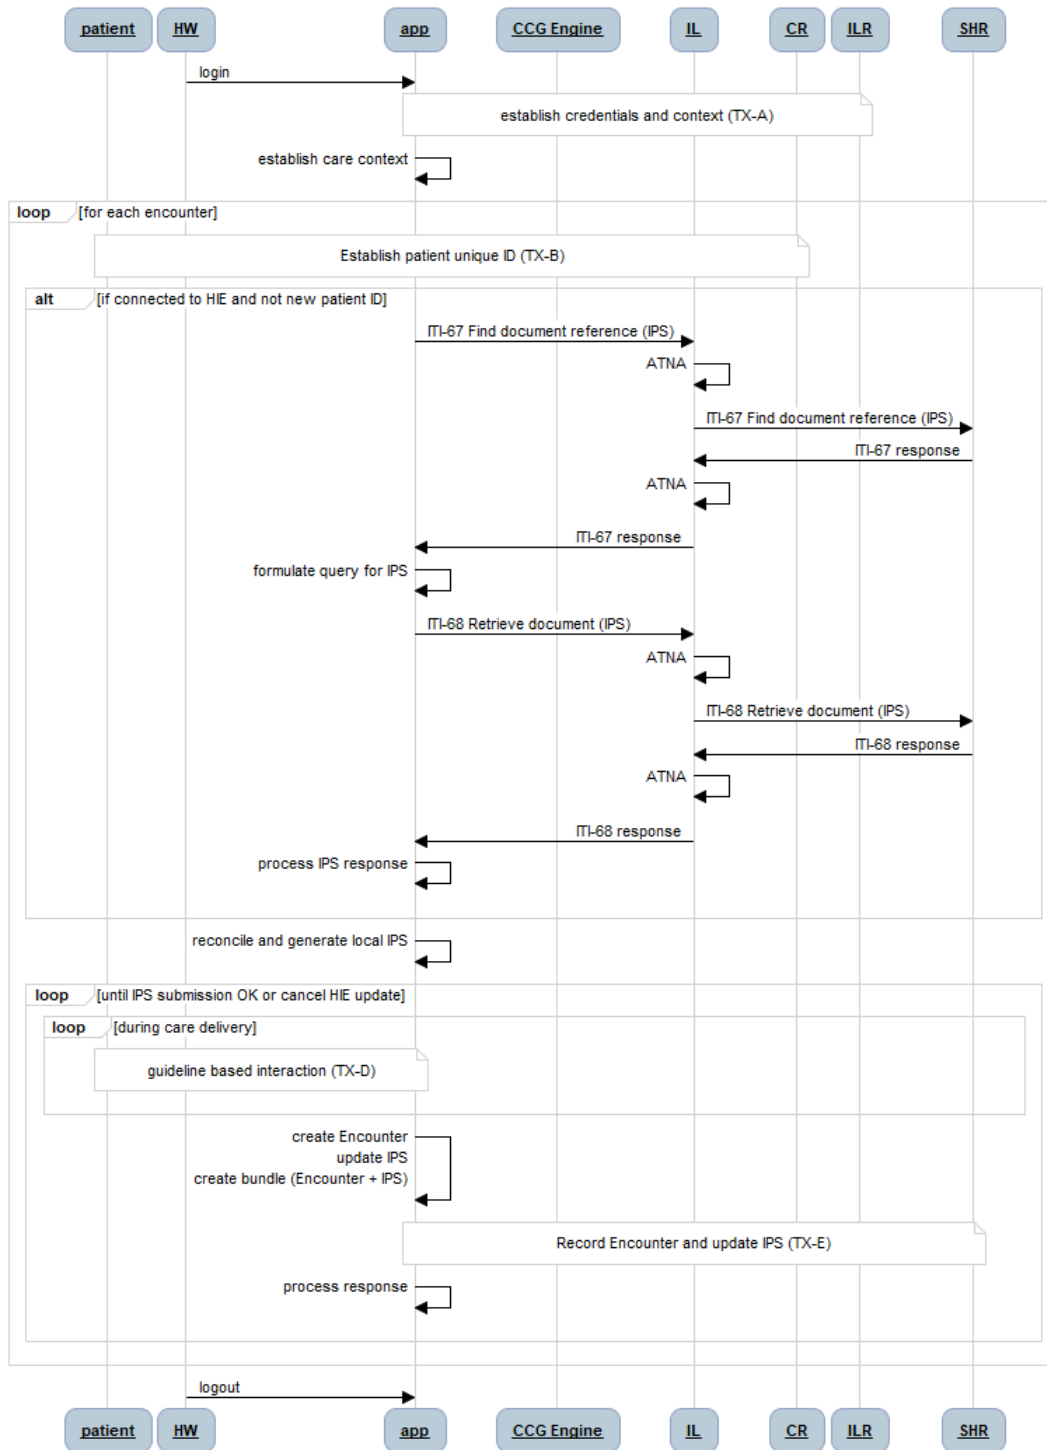 patient HW app CCG Engine IL CR ILR SHR
login
establish credentials and context (TX-A)
establish care context
loop [for each encounter]
Establish patient unique ID (TX-B)
alt [if connected to HIE and not new patient ID]
ITI-67 Find document reference (IPS)
ATNA
ITI-67 Find document reference (IPS)
ITI-67 response
ATNA
ITI-67 response
formulate query for IPS
ITI-68 Retrieve document (IPS)
ATNA
ITI-68 Retrieve document (IPS)
ITI-68 response
ATNA
ITI-68 response
process IPS response
reconcile and generate local IPS
loop [until IPS submission OK or cancel HIE update]
loop [during care delivery]
guideline based interaction (TX-D)
create Encounter
update IPS
create bundle (Encounter + IPS)
Record Encounter and update IPS (TX-E)
process response
logout
patient HW app CCG Engine IL CR ILR SHR